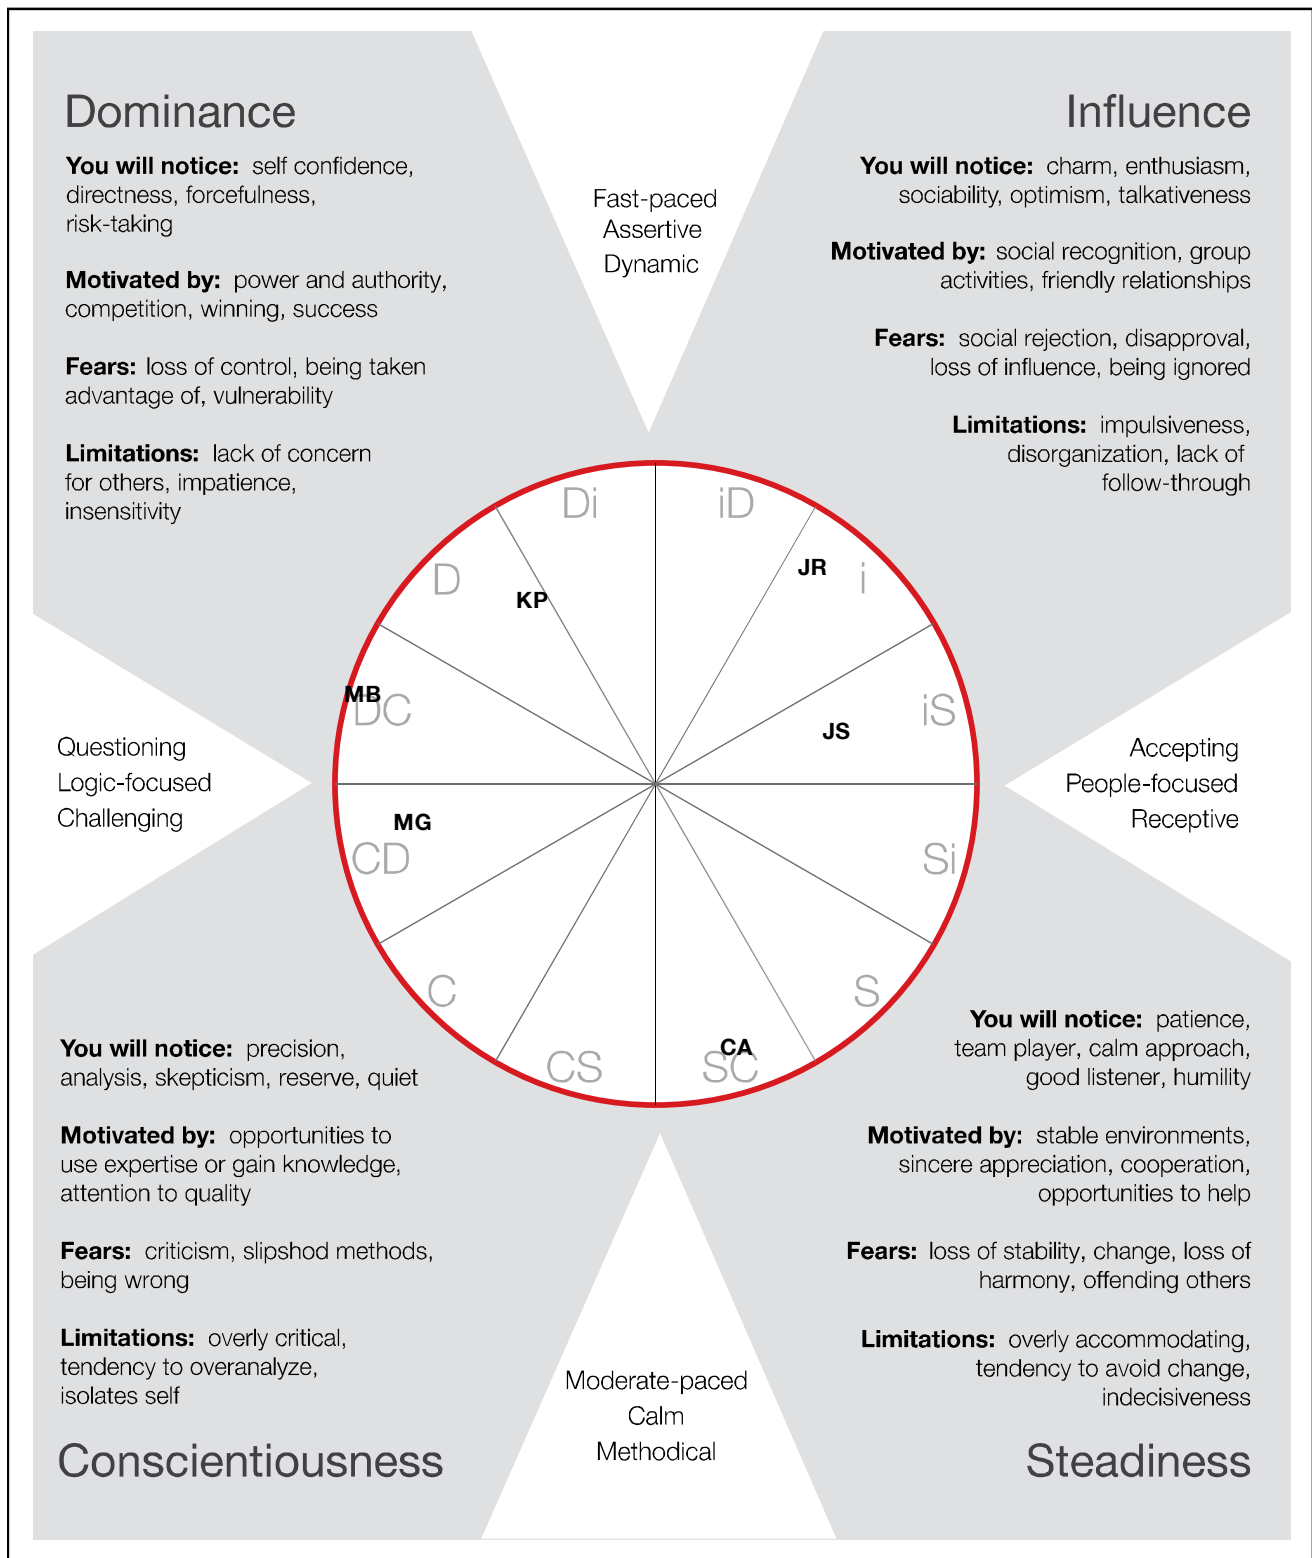 Dominance
You will notice: self confidence,
directness, forcefulness,
risk-taking
Motivated by: power and authority,
competition, winning, success
Fears: loss of control, being taken
advantage of, vulnerability
Limitations: lack of concern
for others, impatience,
insensitivity
Fast-paced
Assertive
Dynamic
Influence
You will notice: charm, enthusiasm,
sociability, optimism, talkativeness
Motivated by: social recognition, group
activities, friendly relationships
Fears: social rejection, disapproval,
loss of influence, being ignored
Limitations: impulsiveness,
disorganization, lack of
follow-through
Di
iD
D
KP
JR
i
MB
DC
JS
iS
Questioning
Logic-focused
Challenging
Accepting
People-focused
Receptive
MG
CD
Si
C
S
CS
CA
SC
You will notice: precision,
analysis, skepticism, reserve, quiet
Motivated by: opportunities to
use expertise or gain knowledge,
attention to quality
Fears: criticism, slipshod methods,
being wrong
Limitations: overly critical,
tendency to overanalyze,
isolates self
Conscientiousness
Moderate-paced
Calm
Methodical
You will notice: patience,
team player, calm approach,
good listener, humility
Motivated by: stable environments,
sincere appreciation, cooperation,
opportunities to help
Fears: loss of stability, change, loss of
harmony, offending others
Limitations: overly accommodating,
tendency to avoid change,
indecisiveness
Steadiness